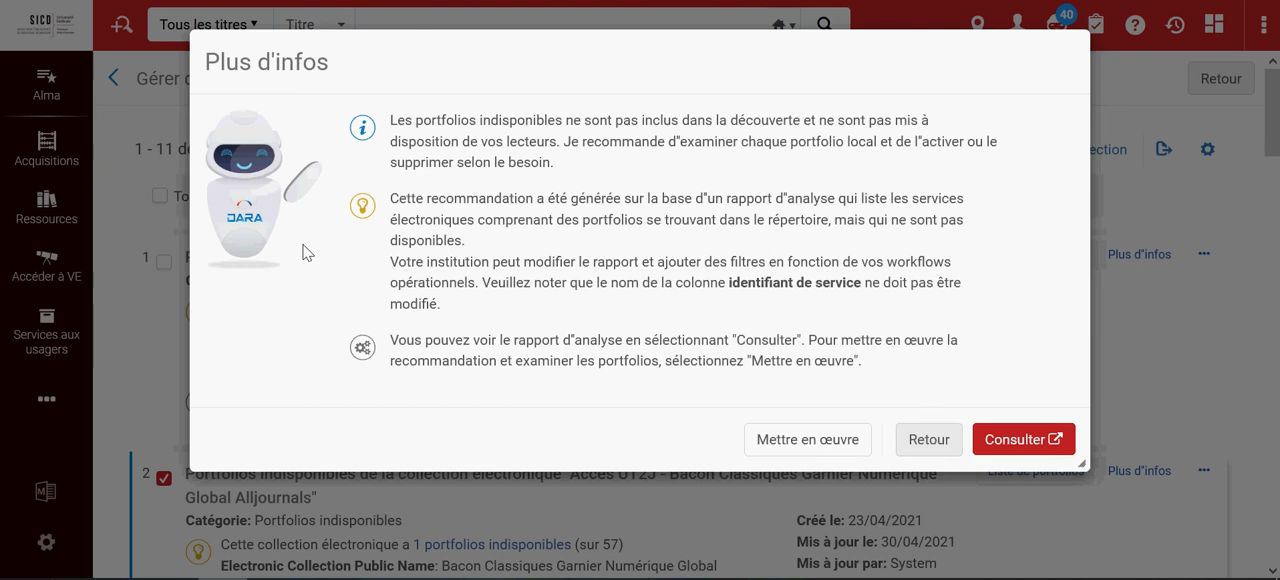 SICD
Tous les titres
Titre
40
Plus d'infos
Gérer
Retour
Alma
Acquisitions
Ressources
Accéder à VE
Services aux
usagers
1 - 11 de
ection
To
JARA
Les portfolios indisponibles ne sont pas inclus dans la découverte et ne sont pas mis à
disposition de vos lecteurs. Je recommande d''examiner chaque portfolio local et de l''activer ou le
supprimer selon le besoin.
Cette recommandation a été générée sur la base d''un rapport d''analyse qui liste les services
électroniques comprenant des portfolios se trouvant dans le répertoire, mais qui ne sont pas
disponibles.
Votre institution peut modifier le rapport et ajouter des filtres en fonction de vos workflows
opérationnels. Veuillez noter que le nom de la colonne identifiant de service ne doit pas être
modifié.
Vous pouvez voir le rapport d''analyse en sélectionnant "Consulter". Pour mettre en œuvre la
recommandation et examiner les portfolios, sélectionnez "Mettre en œuvre".
1
Plus d''infos
Mettre en œuvre
Retour
Consulter
2
Portfolios indisponibles de la collection électronique "Accès UT2J - Bacon Classiques Garnier Numérique
Global Alljournals"
Liste de portfolios
Plus d''infos
Catégorie: Portfolios indisponibles
Créé le: 23/04/2021
Cette collection électronique a 1 portfolios indisponibles (sur 57)
Mis à jour le: 30/04/2021
Electronic Collection Public Name: Bacon Classiques Garnier Numérique Global
Mis à jour par: System